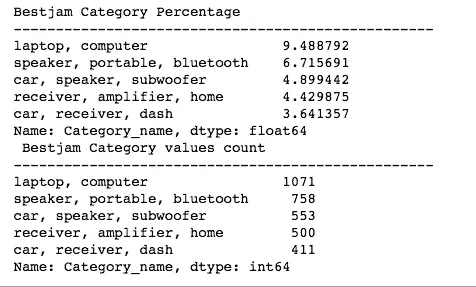 Bestjam Category Percentage
------------------------------------------------
laptop, computer 9.488792
speaker, portable, bluetooth 6.715691
car, speaker, subwoofer 4.899442
receiver, amplifier, home 4.429875
car, receiver, dash 3.641357
Name: Category_name, dtype: float64
Bestjam Category values count
------------------------------------------------
laptop, computer 1071
speaker, portable, bluetooth 758
car, speaker, subwoofer 553
receiver, amplifier, home 500
car, receiver, dash 411
Name: Category_name, dtype: int64